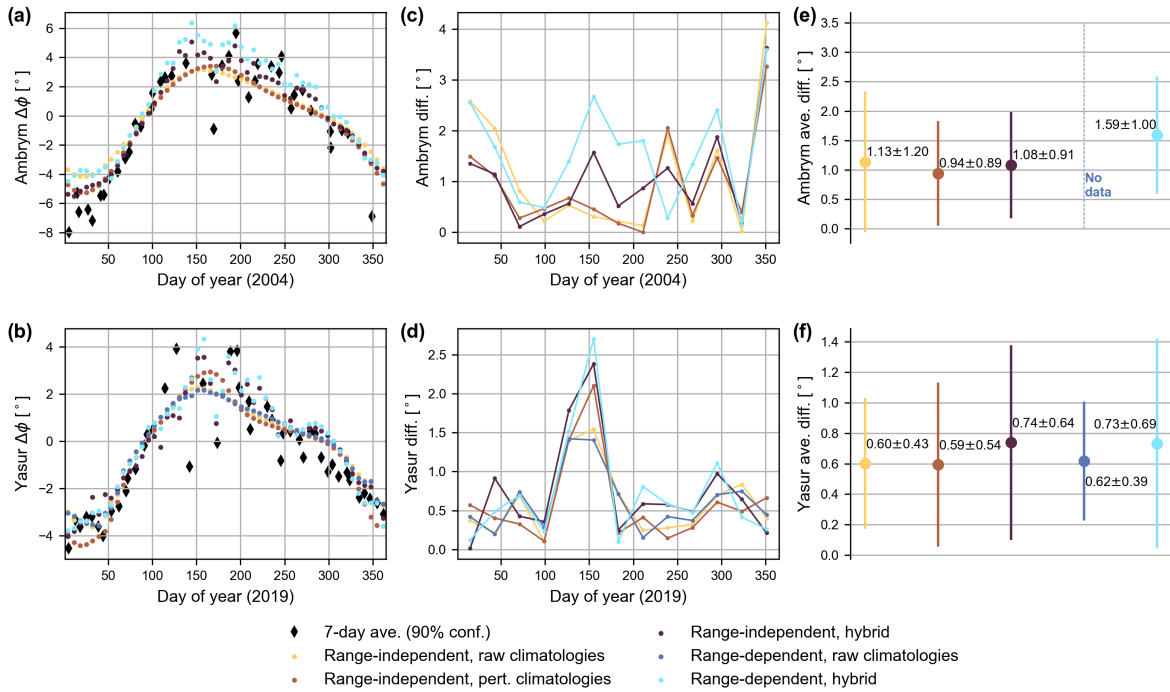 (a)
6
4
2
0
−2
−4
−6
−8
Ambrym Δϕ [°]
50 100 150 200 250 300 350
Day of year (2004)
(c)
4
3
2
1
0
Ambrym diff. [°]
50 100 150 200 250 300 350
Day of year (2004)
(e)
3.5
3.0
2.5
2.0
1.5
1.0
0.5
0.0
Ambrym ave. diff. [°]
1.13±1.20
0.94±0.89
1.08±0.91
No
data
1.59±1.00
(b)
4
2
0
−2
−4
Yasur Δϕ [°]
50 100 150 200 250 300 350
Day of year (2019)
(d)
2.5
2.0
1.5
1.0
0.5
0.0
Yasur diff. [°]
50 100 150 200 250 300 350
Day of year (2019)
(f)
1.4
1.2
1.0
0.8
0.6
0.4
0.2
0.0
Yasur ave. diff. [°]
0.60±0.43
0.59±0.54
0.74±0.64
0.62±0.39
0.73±0.69
7-day ave. (90% conf.)
Range-independent, raw climatologies
Range-independent, pert. climatologies
Range-independent, hybrid
Range-dependent, raw climatologies
Range-dependent, hybrid